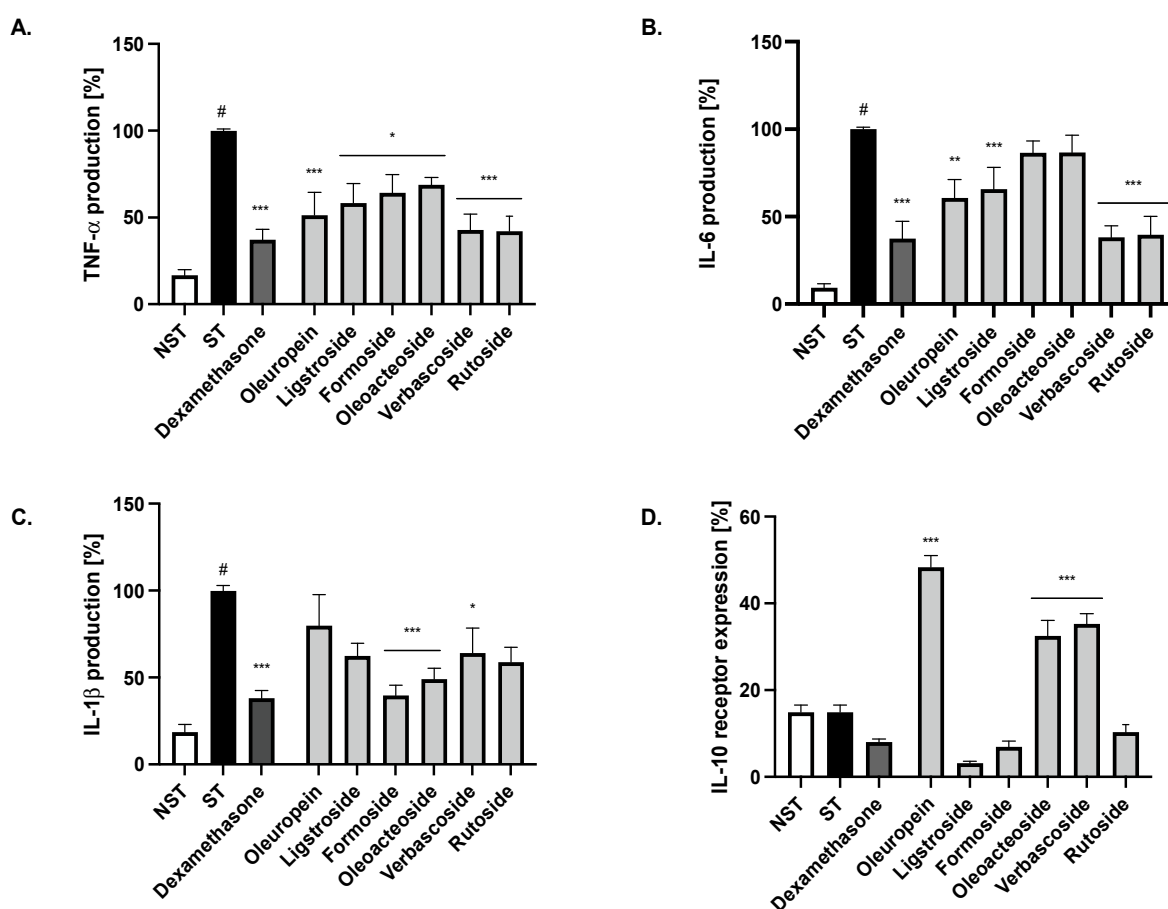 A.
TNF-α production [%]
150
100
50
0
#
***
***
*
***
NST
ST
Dexamethasone
Oleuropein
Ligstroside
Formoside
Oleoacteoside
Verbascoside
Rutoside
B.
IL-6 production [%]
150
100
50
0
#
***
**
***
***
NST
ST
Dexamethasone
Oleuropein
Ligstroside
Formoside
Oleoacteoside
Verbascoside
Rutoside
C.
IL-1β production [%]
150
100
50
0
#
***
***
*
NST
ST
Dexamethasone
Oleuropein
Ligstroside
Formoside
Oleoacteoside
Verbascoside
Rutoside
D.
IL-10 receptor expression [%]
60
40
20
0
***
***
NST
ST
Dexamethasone
Oleuropein
Ligstroside
Formoside
Oleoacteoside
Verbascoside
Rutoside